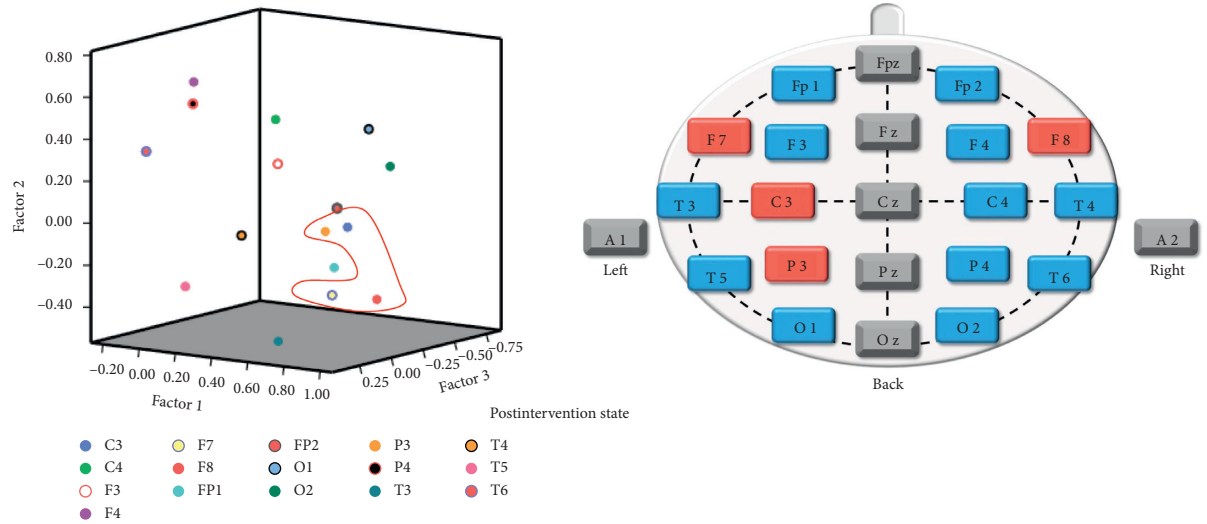 0.80
0.60
0.40
0.20
0.00
−0.20
−0.40
Factor 2
−0.20
0.00
0.20
0.40
0.60
0.80
1.00
Factor 1
0.25
0.00
−0.25
−0.50
−0.75
Factor 3
Fpz
Fp 1
Fp 2
F 7
F 3
F z
F 4
F 8
T 3
C 3
C z
C 4
T 4
A 1
Left
A 2
Right
T 5
P 3
P z
P 4
T 6
O 1
O z
O 2
Back
Postintervention state
C3
F7
FP2
P3
T4
C4
F8
O1
P4
T5
F3
FP1
O2
T3
T6
F4